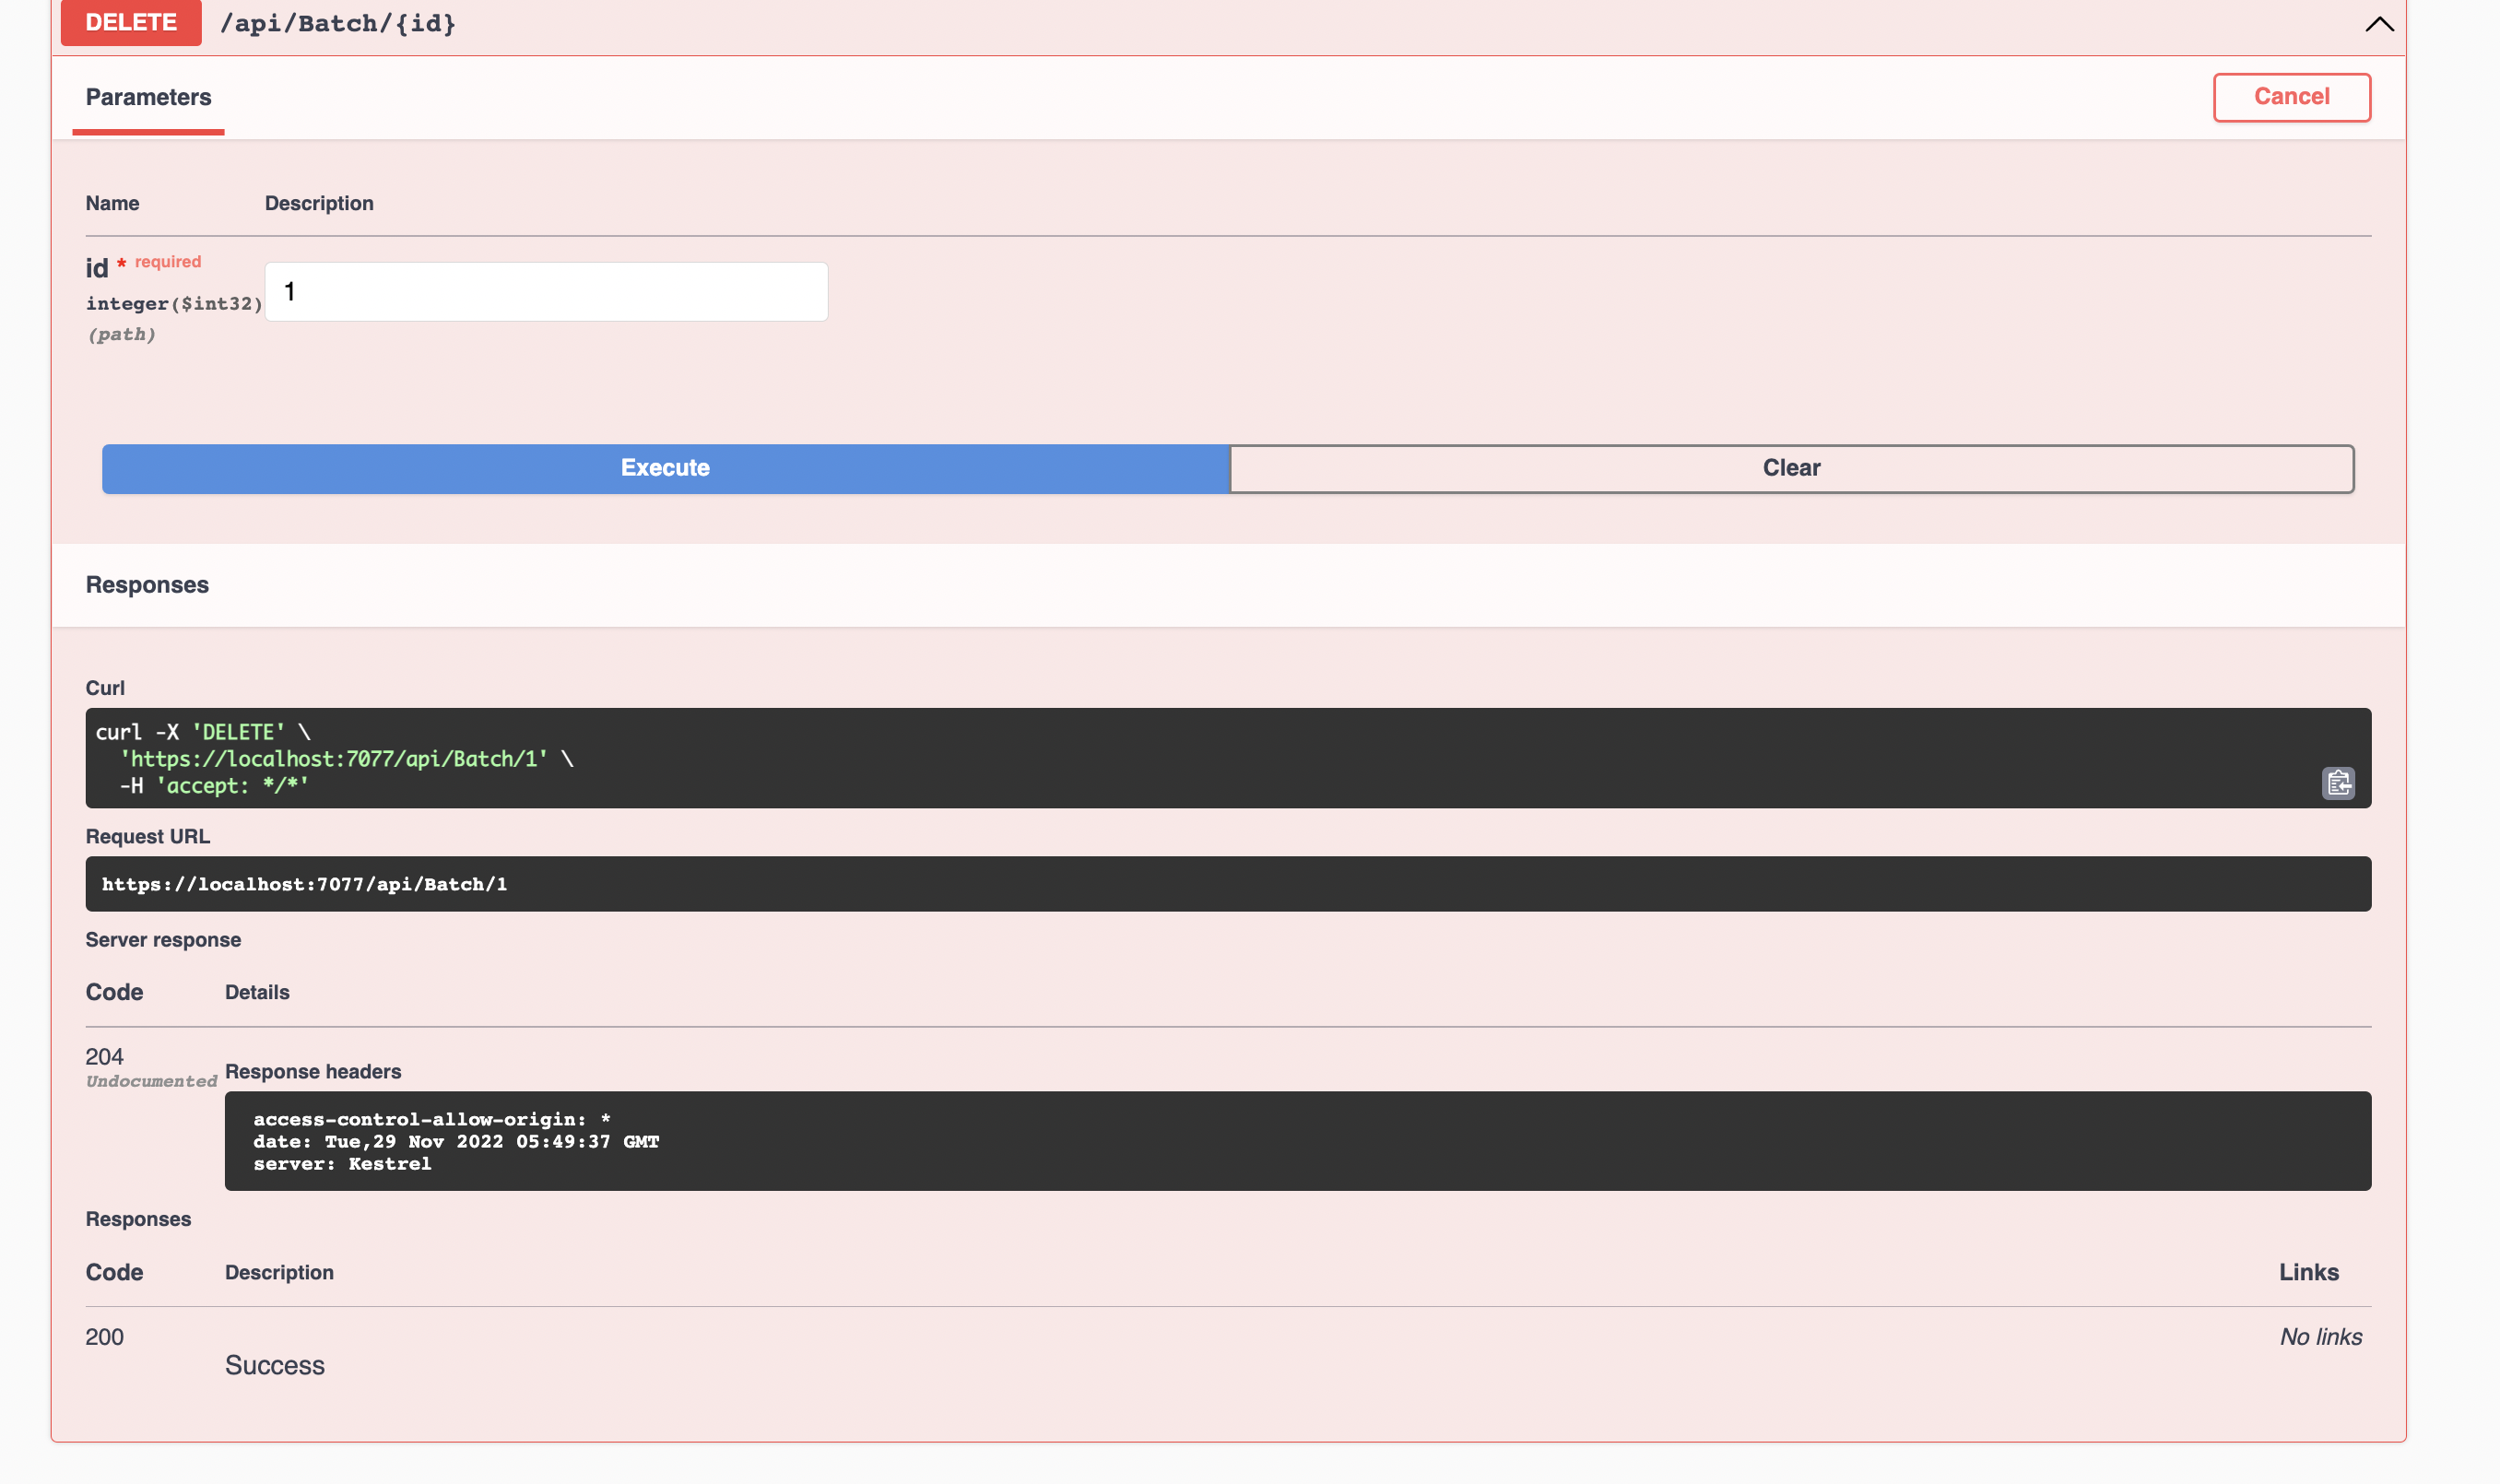 DELETE /api/Batch/{id}
Parameters
Cancel
Name Description
id * required
integer($int32)
(path)
1
Execute
Clear
Responses
Curl
curl -X 'DELETE' \
'https://localhost:7077/api/Batch/1' \
-H 'accept: */*'
Request URL
https://localhost:7077/api/Batch/1
Server response
Code Details
204
Undocumented
Response headers
access-control-allow-origin: *
date: Tue,29 Nov 2022 05:49:37 GMT
server: Kestrel
Responses
Code Description Links
200 No links
Success